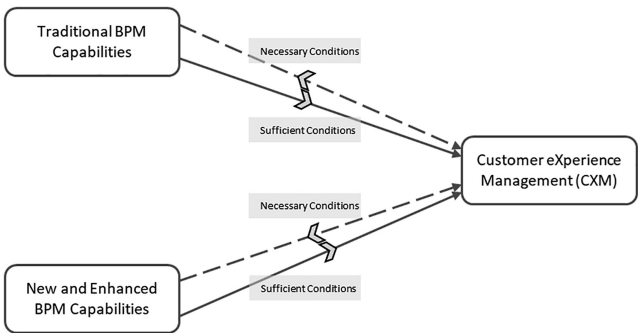 Traditional BPM
Capabilities
Necessary Conditions
Sufficient Conditions
Customer eXperience
Management (CXM)
Necessary Conditions
New and Enhanced
BPM Capabilities
Sufficient Conditions